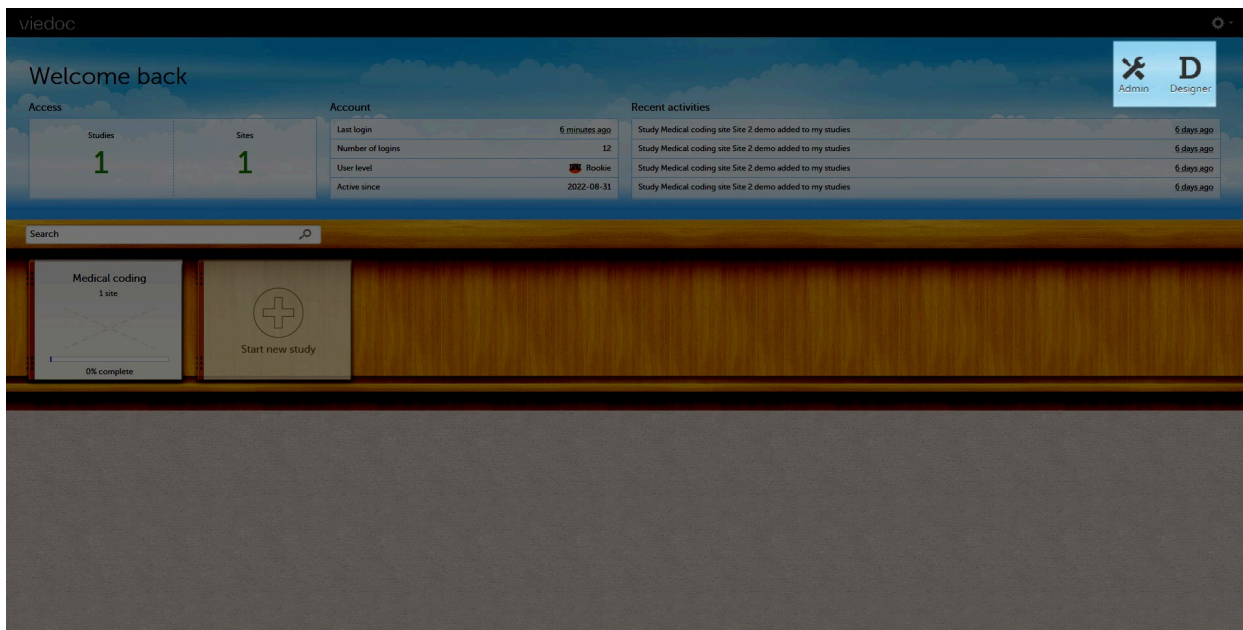 viedoc
Welcome back
Admin
D
Designer
Access
Studies
1
Sites
1
Account
Last login 6 minutes ago
Number of logins 12
User level Rookie
Active since 2022-08-31
Recent activities
Study Medical coding site Site 2 demo added to my studies 6 days ago
Study Medical coding site Site 2 demo added to my studies 6 days ago
Study Medical coding site Site 2 demo added to my studies 6 days ago
Study Medical coding site Site 2 demo added to my studies 6 days ago
Search
Medical coding
1 site
0% complete
Start new study